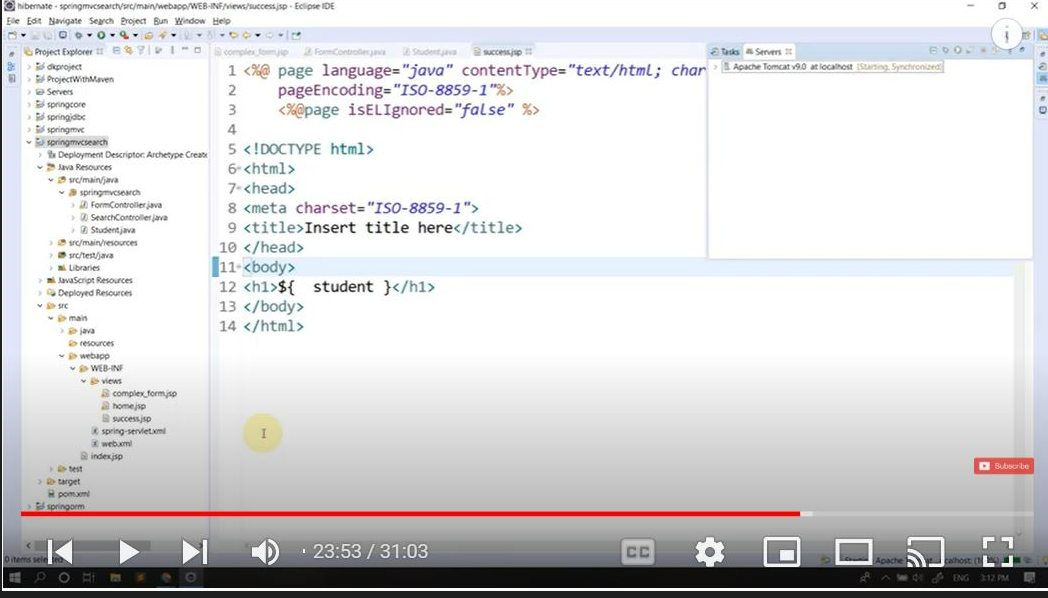 hibernate - springmvcsearch/src/main/webapp/WEB-INF/views/success.jsp - Eclipse IDE
File Edit Navigate Search Project Run Window Help
Project Explorer
complex_form.jsp FormController.java Student.java success.jsp
Tasks Servers
Apache Tomcat v9.0 at localhost [Starting, Synchronized]
dkproject
ProjectWithMaven
Servers
springcore
springjdbc
springmvc
springmvcsearch
Deployment Descriptor: Archetype Create
Java Resources
src/main/java
springmvcsearch
FormController.java
SearchController.java
Student.java
src/main/resources
src/test/java
Libraries
JavaScript Resources
Deployed Resources
src
main
java
resources
webapp
WEB-INF
views
complex_form.jsp
home.jsp
success.jsp
spring-servlet.xml
web.xml
index.jsp
test
target
pom.xml
springorm
1 <%@ page language="java" contentType="text/html; char
2 pageEncoding="ISO-8859-1"%>
3 <%@page isELIgnored="false" %>
4
5 <!DOCTYPE html>
6 <html>
7 <head>
8 <meta charset="ISO-8859-1">
9 <title>Insert title here</title>
10 </head>
11 <body>
12 <h1>${  student }</h1>
13 </body>
14 </html>
Subscribe
23:53 / 31:03
CC
0 items selected
ENG 3:12 PM